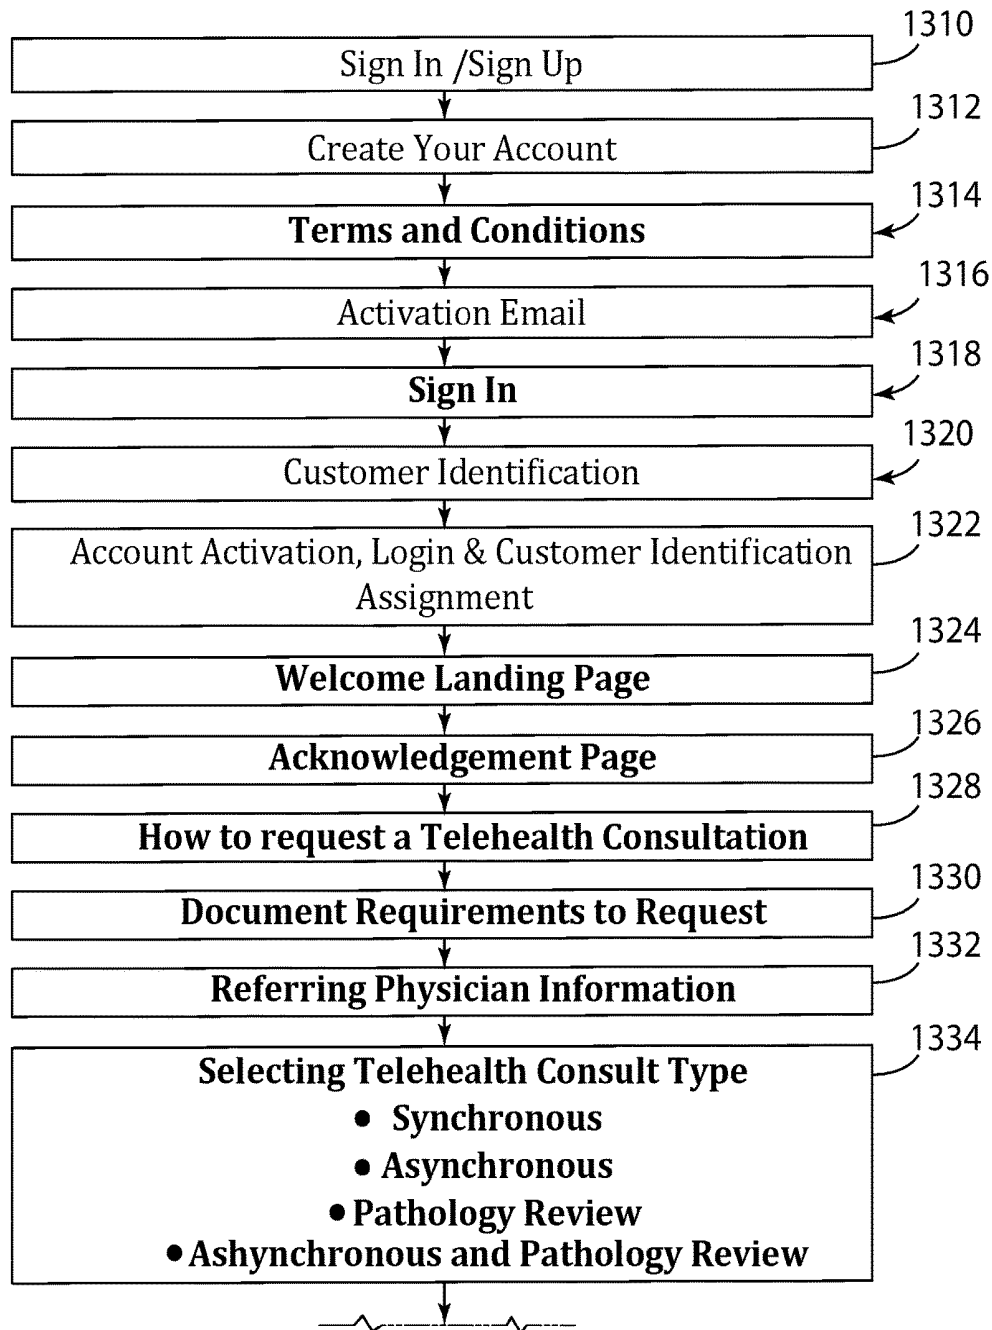 1310
Sign In /Sign Up
1312
Create Your Account
1314
Terms and Conditions
1316
Activation Email
1318
Sign In
1320
Customer Identification
1322
Account Activation, Login & Customer Identification
Assignment
1324
Welcome Landing Page
1326
Acknowledgement Page
1328
How to request a Telehealth Consultation
1330
Document Requirements to Request
1332
Referring Physician Information
1334
Selecting Telehealth Consult Type
• Synchronous
• Asynchronous
• Pathology Review
• Ashynchronous and Pathology Review